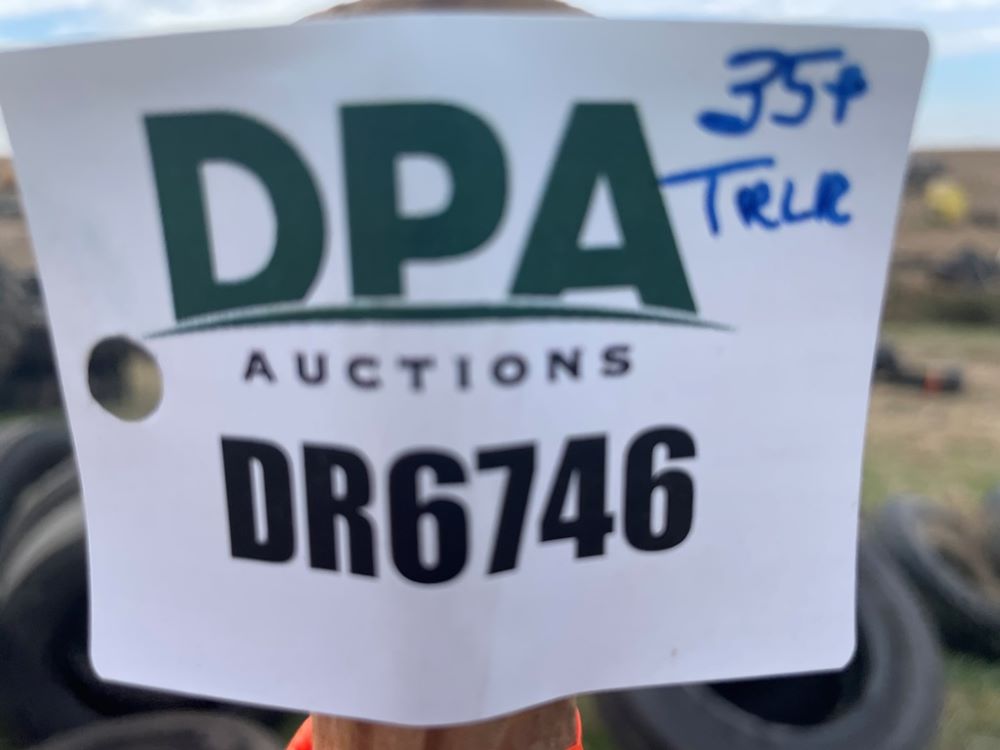 35+
TRLR
DPA
AUCTIONS
DR6746